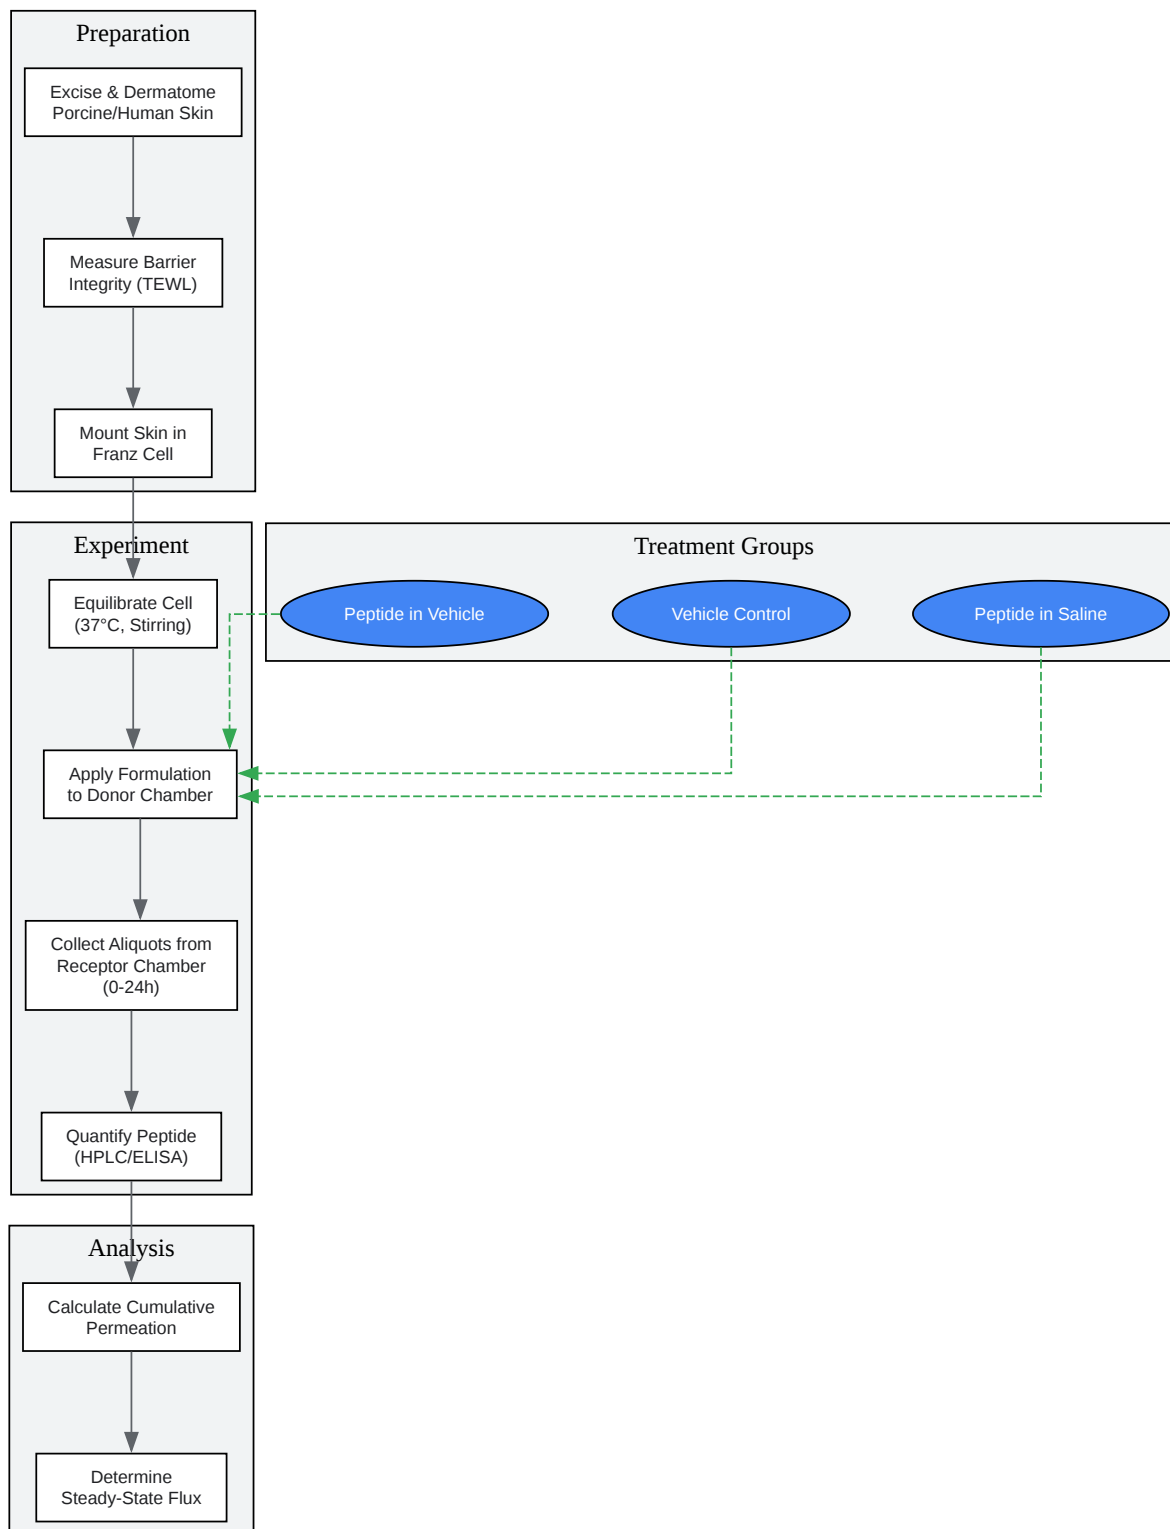 Preparation
Excise & Dermatome
Porcine/Human Skin
Measure Barrier
Integrity (TEWL)
Mount Skin in
Franz Cell
Experiment
Equilibrate Cell
(37°C, Stirring)
Treatment Groups
Peptide in Vehicle
Vehicle Control
Peptide in Saline
Apply Formulation
to Donor Chamber
Collect Aliquots from
Receptor Chamber
(0-24h)
Quantify Peptide
(HPLC/ELISA)
Analysis
Calculate Cumulative
Permeation
Determine
Steady-State Flux